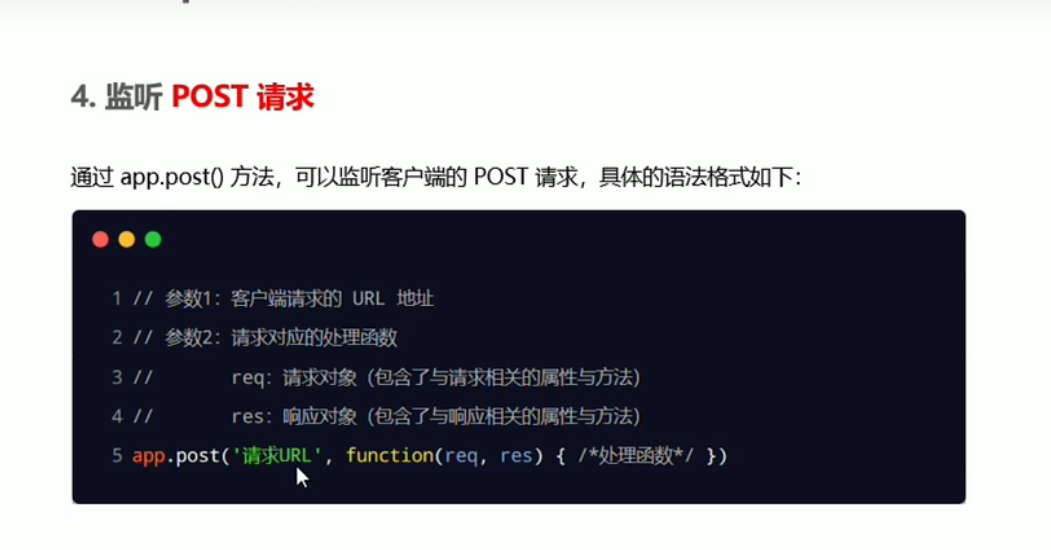 4. 监听 POST 请求
通过 app.post() 方法，可以监听客户端的 POST 请求，具体的语法格式如下：
1 // 参数1：客户端请求的 URL 地址
2 // 参数2：请求对应的处理函数
3 //       req：请求对象（包含了与请求相关的属性与方法）
4 //       res：响应对象（包含了与响应相关的属性与方法）
5 app.post('请求URL', function(req, res) { /*处理函数*/ })